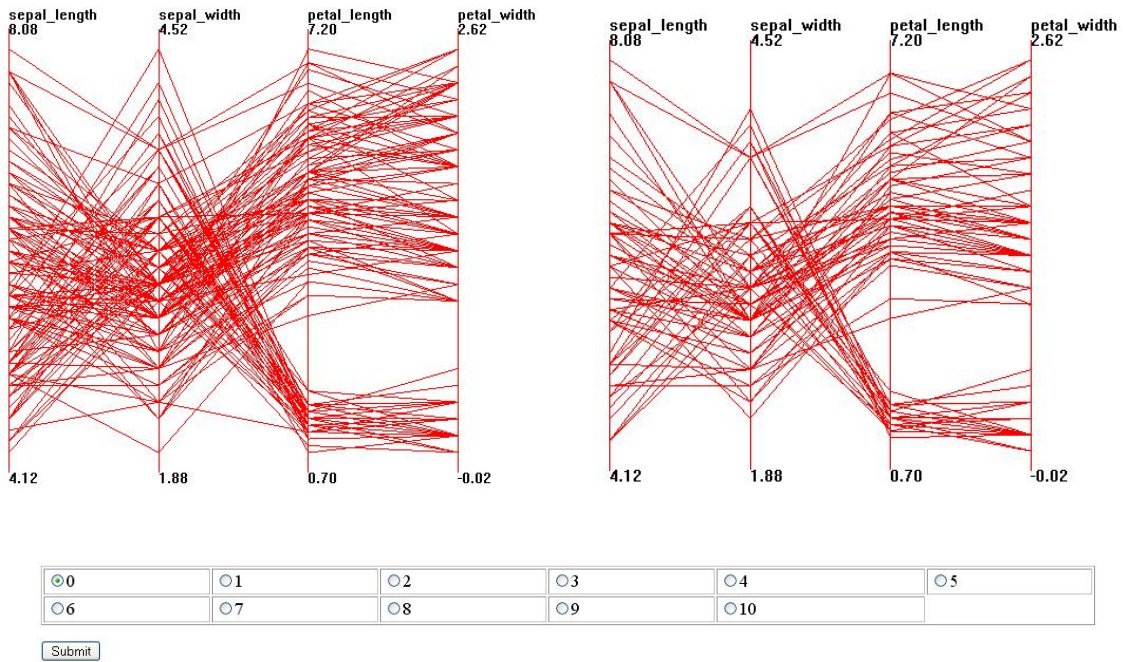 sepal_length sepal_width petal_length petal_width
8.08 4.52 7.20 2.62
4.12 1.88 0.70 -0.02
sepal_length sepal_width petal_length petal_width
8.08 4.52 7.20 2.62
4.12 1.88 0.70 -0.02
0 1 2 3 4 5
6 7 8 9 10
Submit